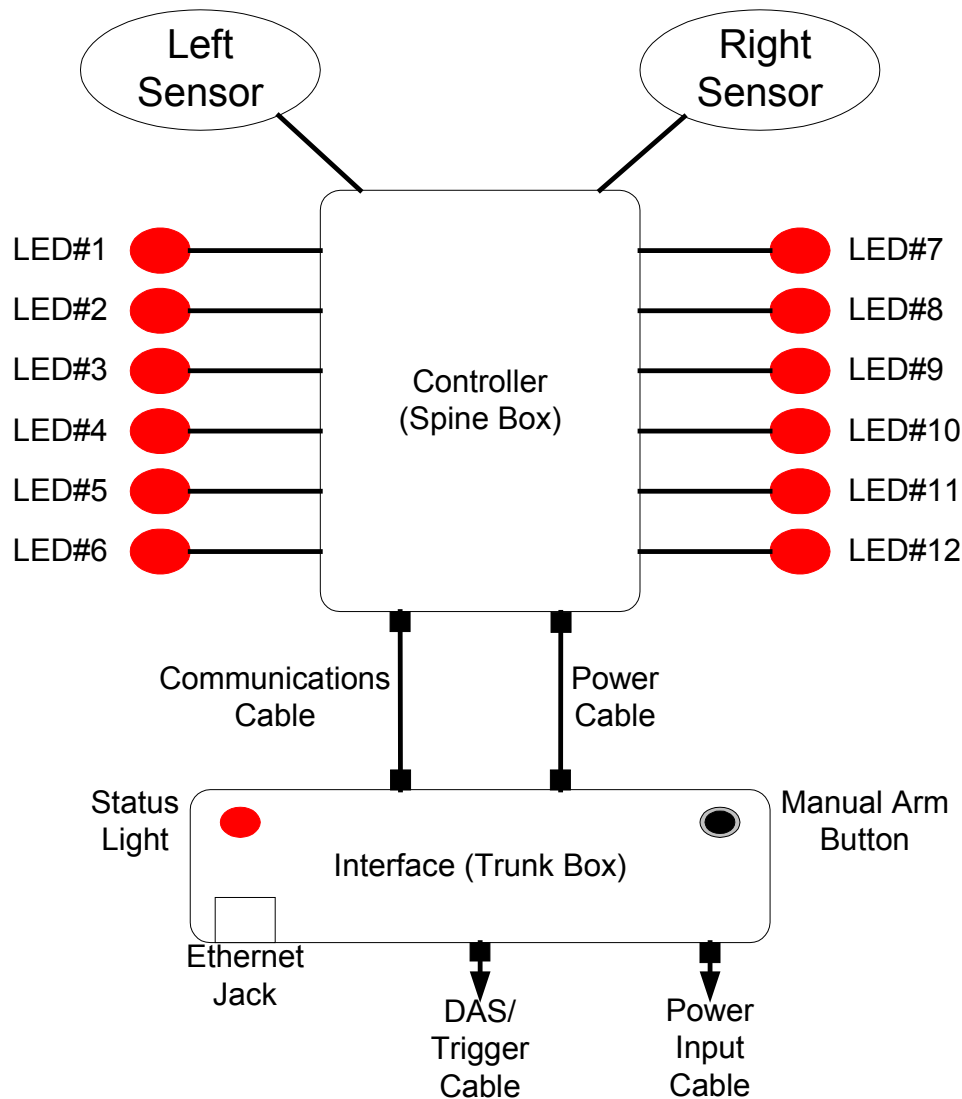 Left
Sensor
Right
Sensor
LED#1
LED#7
LED#2
LED#8
LED#3
LED#9
Controller
(Spine Box)
LED#4
LED#10
LED#5
LED#11
LED#6
LED#12
Communications
Cable
Power
Cable
Status
Light
Manual Arm
Button
Interface (Trunk Box)
Ethernet
Jack
DAS/
Trigger
Cable
Power
Input
Cable